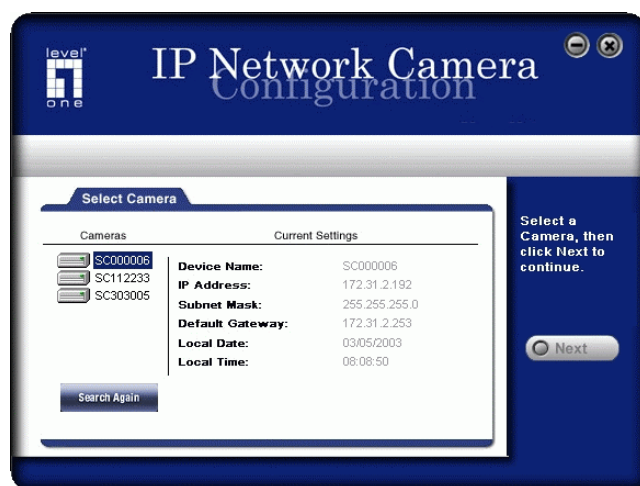 level
one
IP Network Camera
Configuration
Select Camera
Cameras
Current Settings
SC000006
SC112233
SC303005
Device Name: SC000006
IP Address: 172.31.2.192
Subnet Mask: 255.255.255.0
Default Gateway: 172.31.2.253
Local Date: 03/05/2003
Local Time: 08:08:50
Search Again
Select a
Camera, then
click Next to
continue.
Next